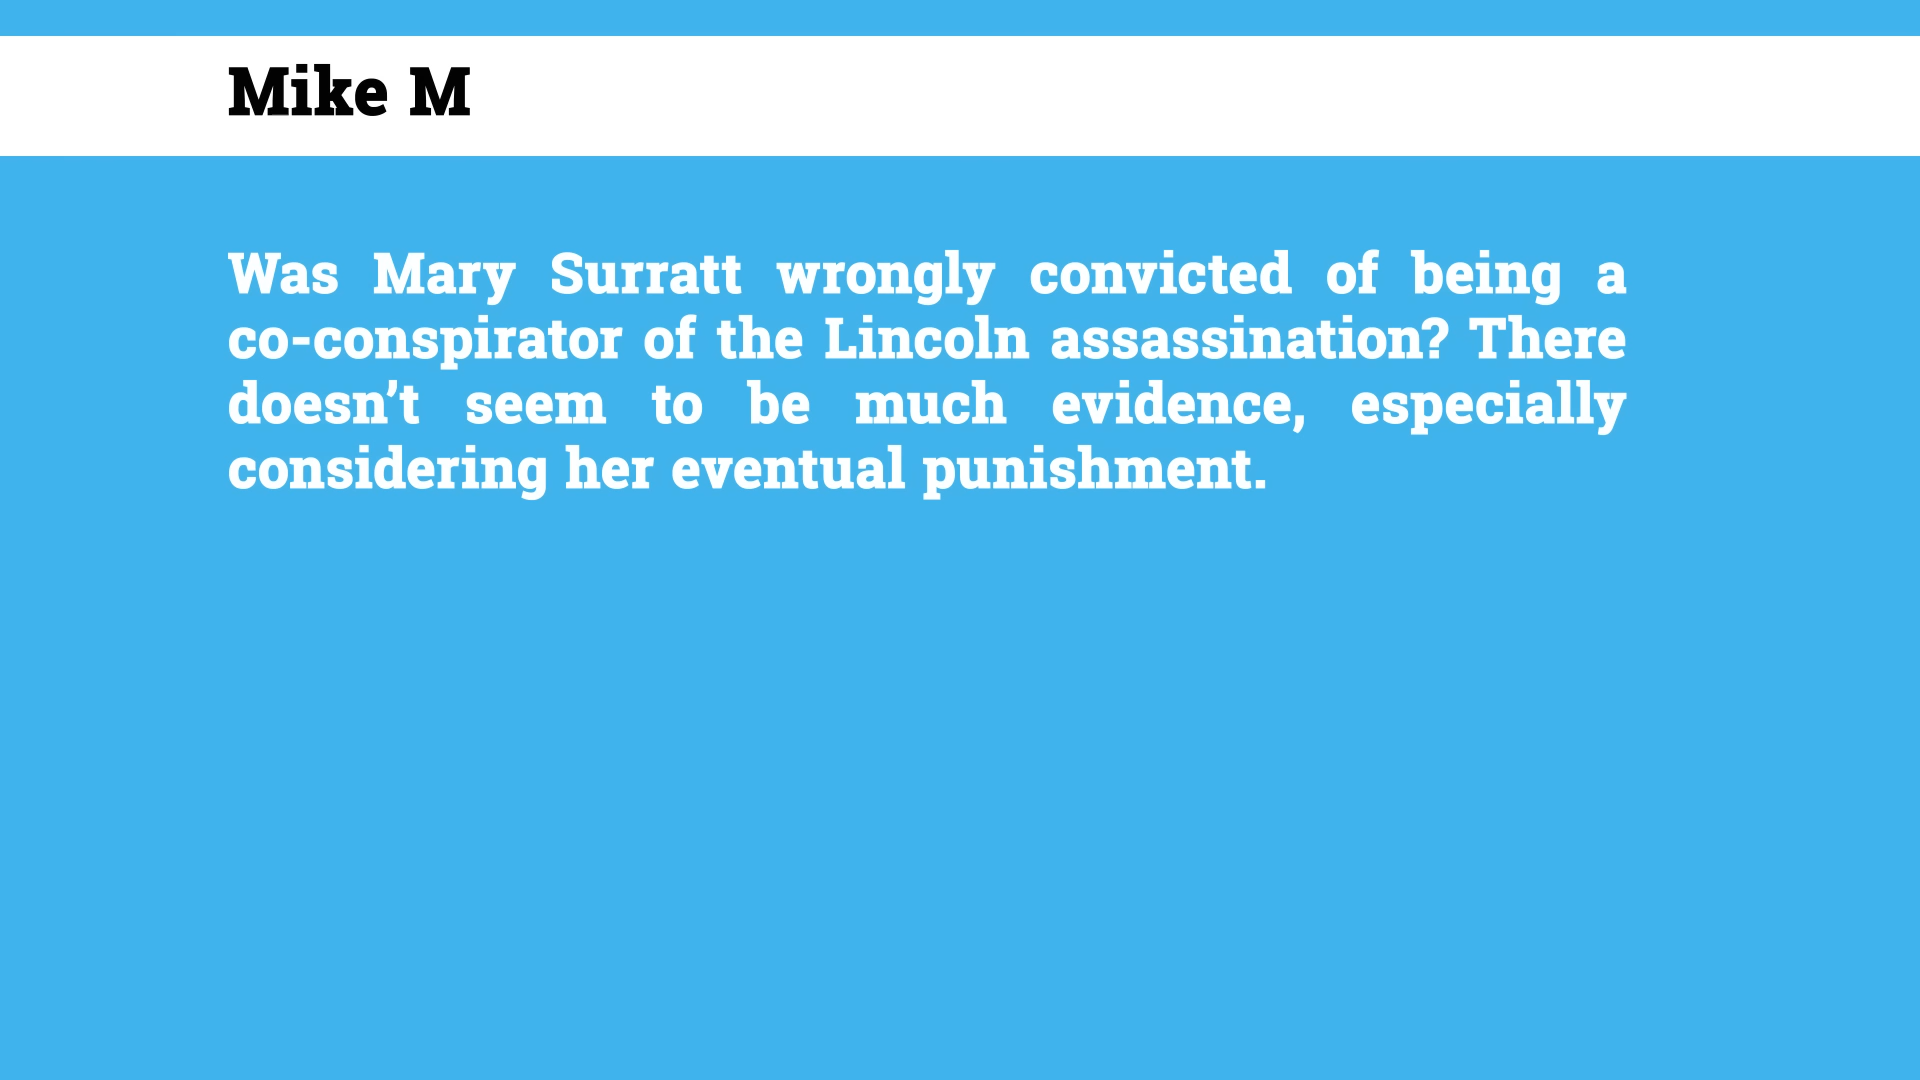 Mike M
Was Mary Surratt wrongly convicted of being a
co-conspirator of the Lincoln assassination? There
doesn’t seem to be much evidence, especially
considering her eventual punishment.